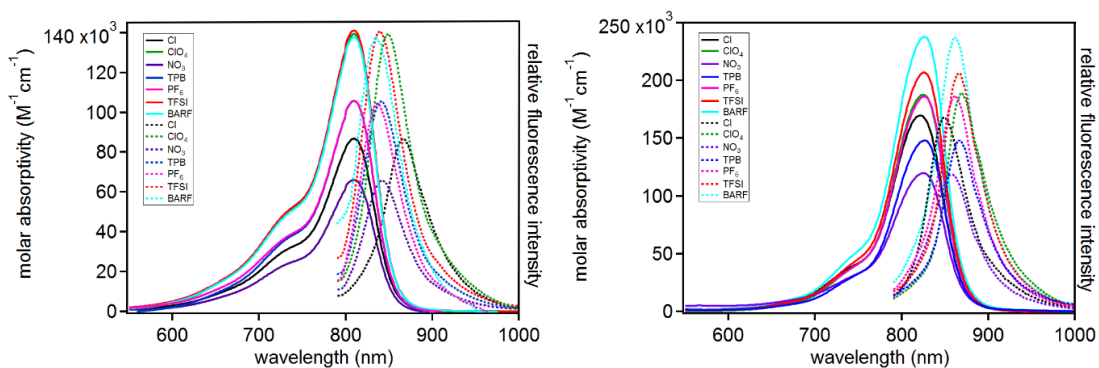 140 x10³
120
100
80
60
40
20
0
molar absorptivity (M⁻¹ cm⁻¹)
Cl
ClO₄
NO₃
TPB
PF₆
TFSI
BARF
Cl
ClO₄
NO₃
TPB
PF₆
TFSI
BARF
relative fluorescence intensity
600 700 800 900 1000
wavelength (nm)
250x10³
200
150
100
50
0
molar absorptivity (M⁻¹ cm⁻¹)
Cl
ClO₄
NO₃
TPB
PF₆
TFSI
BARF
Cl
ClO₄
NO₃
TPB
PF₆
TFSI
BARF
relative fluorescence intensity
600 700 800 900 1000
wavelength (nm)